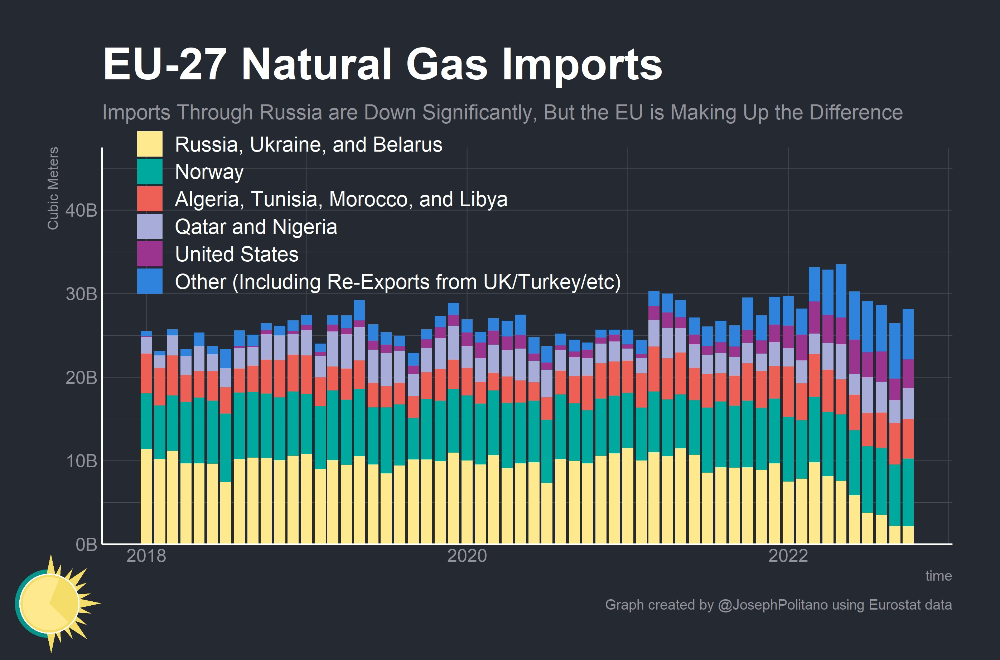 EU-27 Natural Gas Imports
Imports Through Russia are Down Significantly, But the EU is Making Up the Difference
Russia, Ukraine, and Belarus
Norway
Algeria, Tunisia, Morocco, and Libya
Qatar and Nigeria
United States
Other (Including Re-Exports from UK/Turkey/etc)
Cubic Meters
40B
30B
20B
10B
0B
2018
2020
2022
time
Graph created by @JosephPolitano using Eurostat data